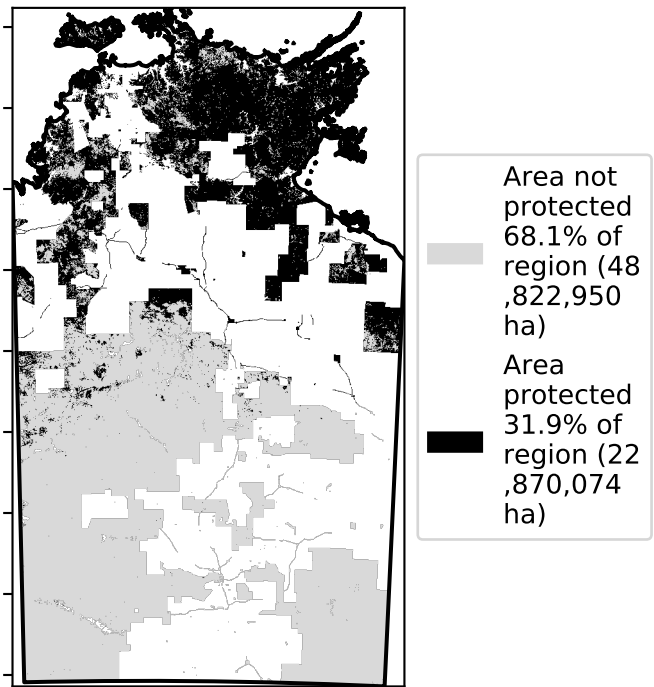 Area not
protected
68.1% of
region (48
,822,950
ha)
Area
protected
31.9% of
region (22
,870,074
ha)